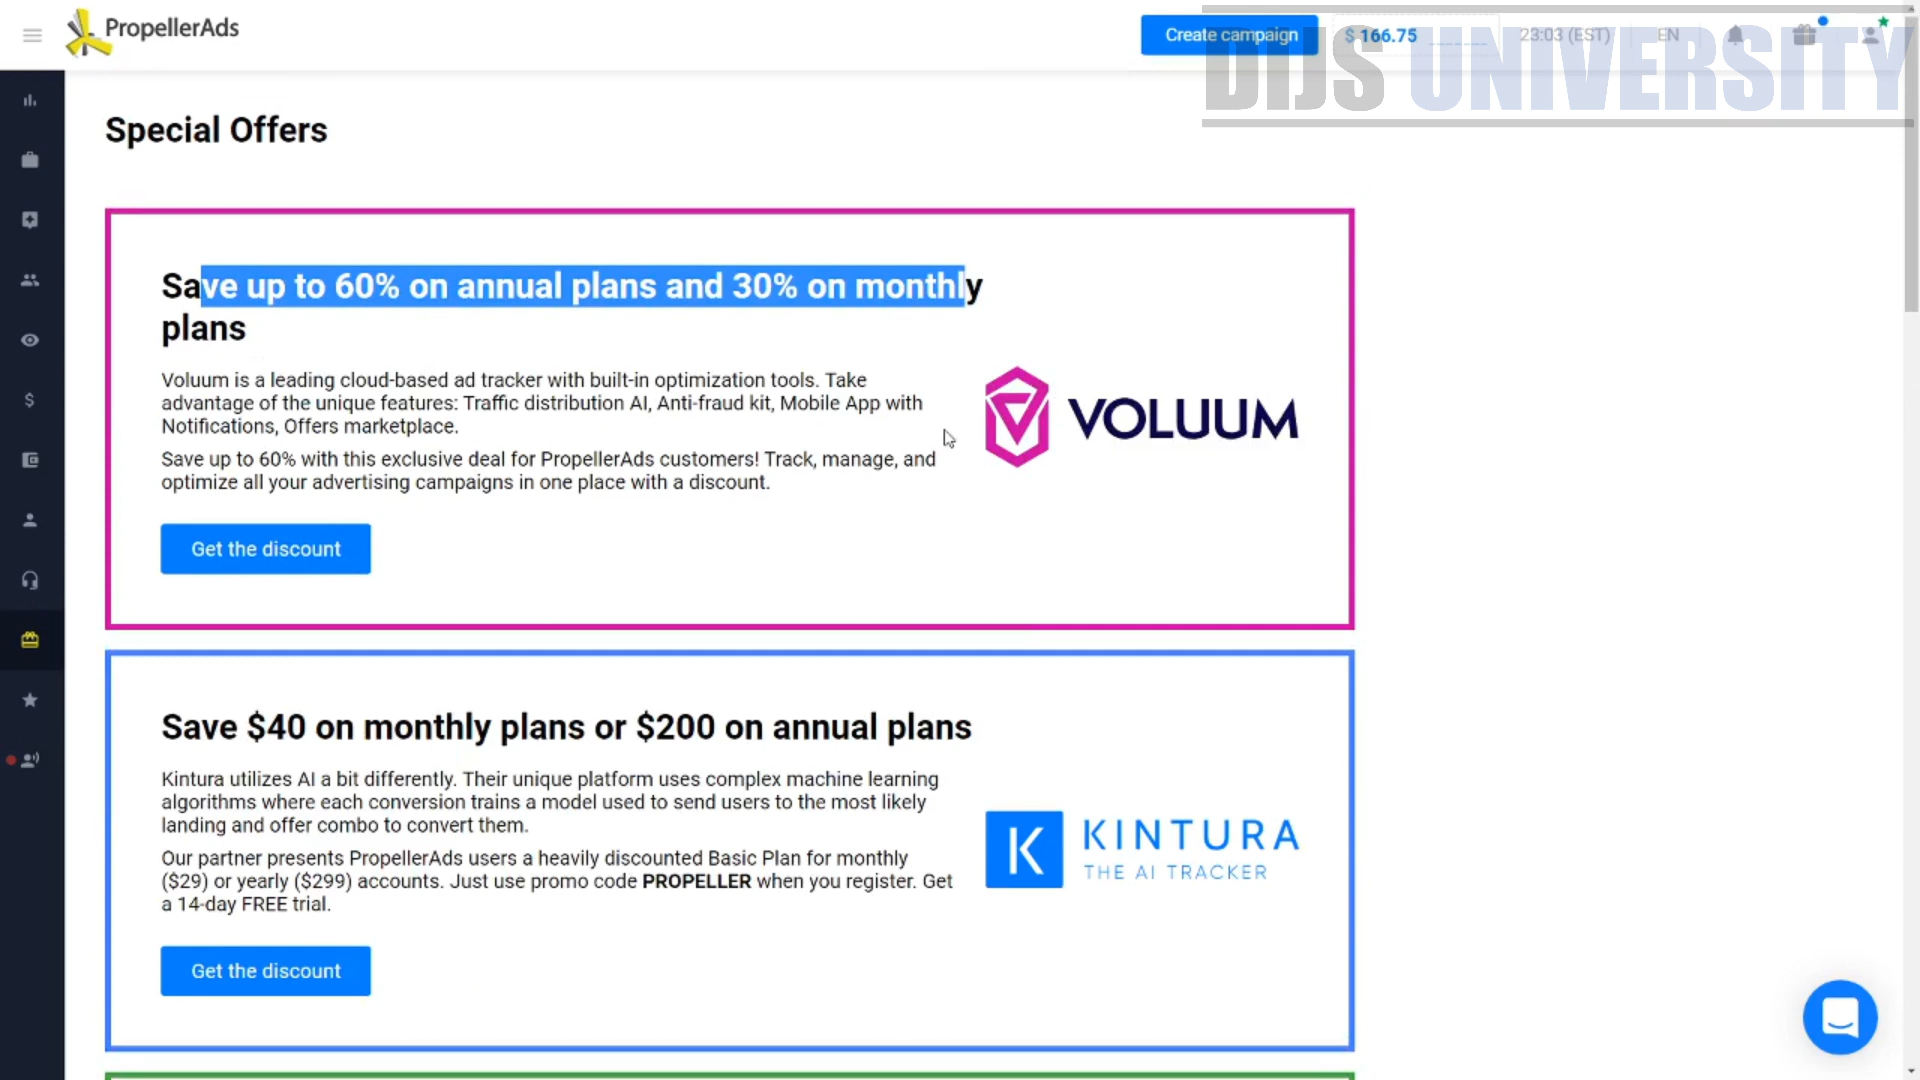 PropellerAds
Create campaign
$ 166.75
23:03 (EST)
EN
DIJS UNIVERSITY
Special Offers
Save up to 60% on annual plans and 30% on monthly
plans
Voluum is a leading cloud-based ad tracker with built-in optimization tools. Take
advantage of the unique features: Traffic distribution AI, Anti-fraud kit, Mobile App with
Notifications, Offers marketplace.
Save up to 60% with this exclusive deal for PropellerAds customers! Track, manage, and
optimize all your advertising campaigns in one place with a discount.
VOLUUM
Get the discount
Save $40 on monthly plans or $200 on annual plans
Kintura utilizes AI a bit differently. Their unique platform uses complex machine learning
algorithms where each conversion trains a model used to send users to the most likely
landing and offer combo to convert them.
Our partner presents PropellerAds users a heavily discounted Basic Plan for monthly
($29) or yearly ($299) accounts. Just use promo code PROPELLER when you register. Get
a 14-day FREE trial.
K KINTURA
THE AI TRACKER
Get the discount